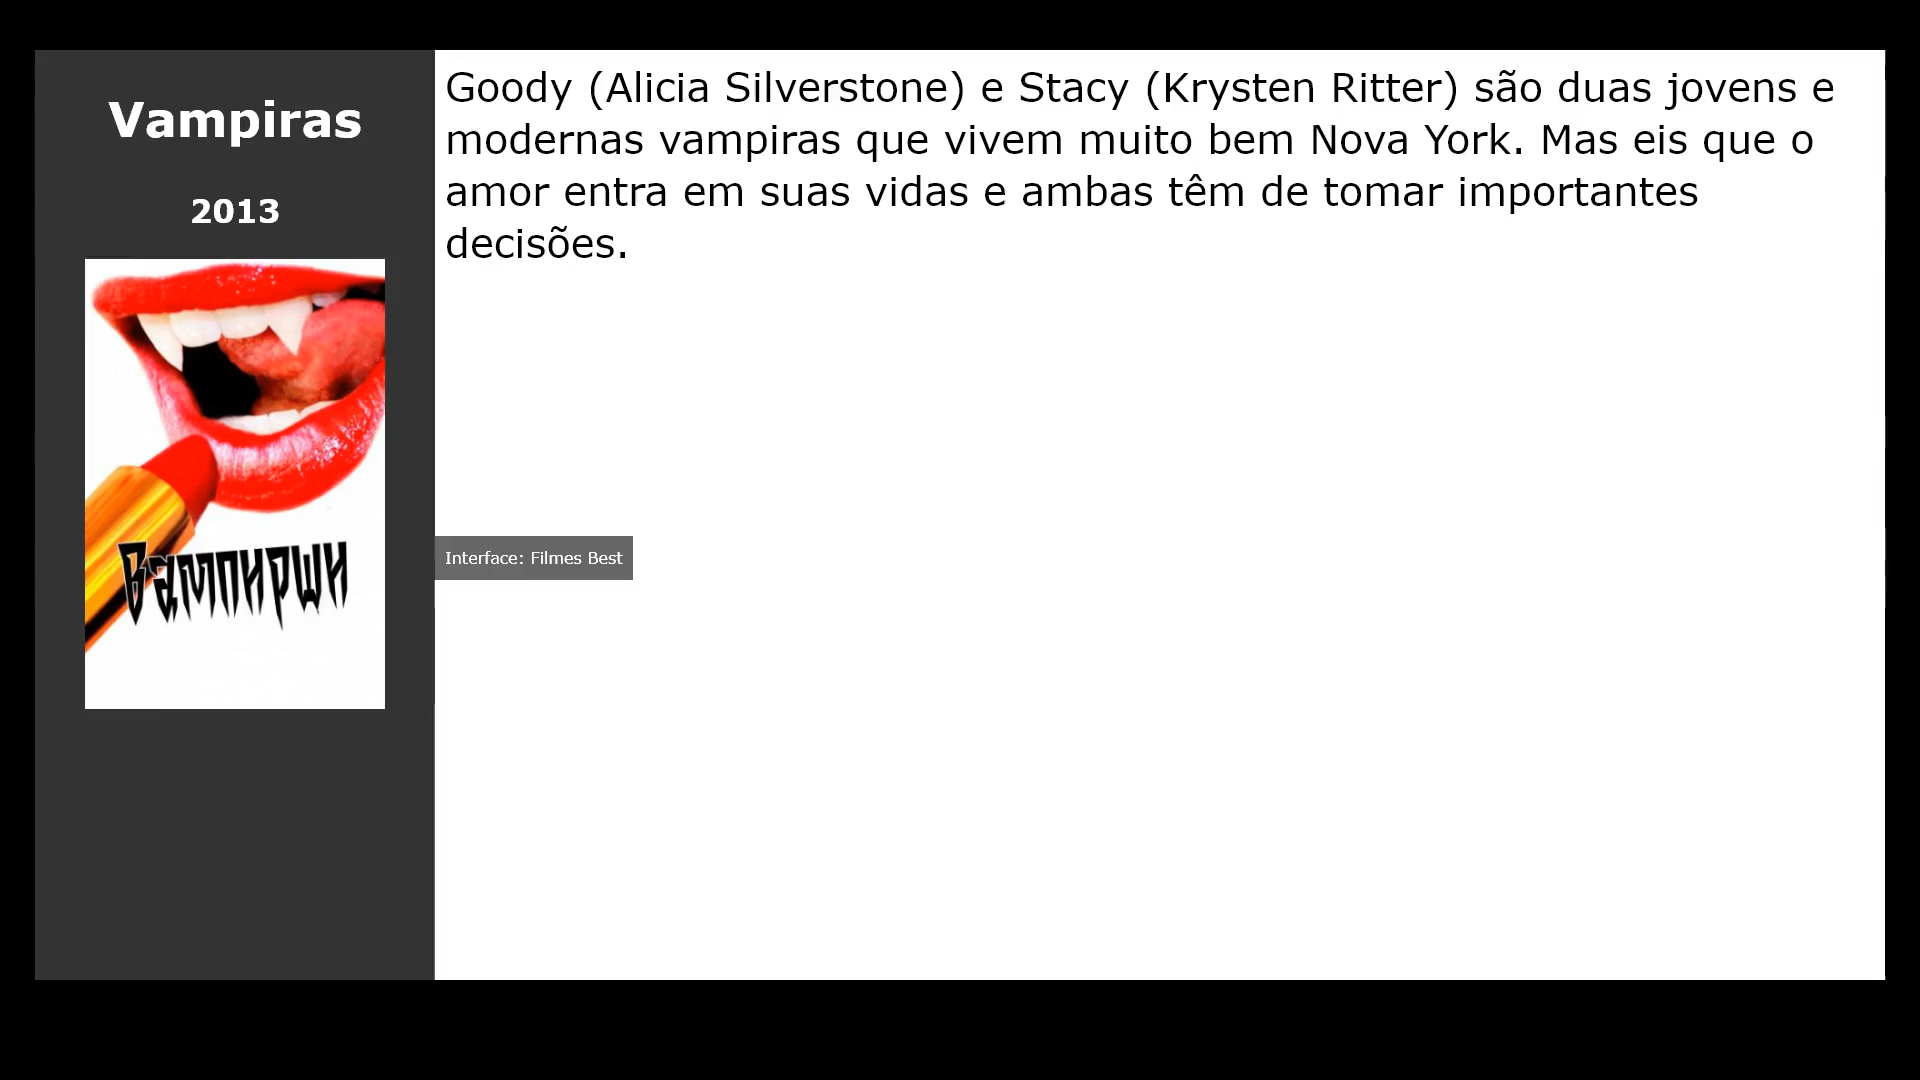 Vampiras
2013
Вампирши
Goody (Alicia Silverstone) e Stacy (Krysten Ritter) são duas jovens e
modernas vampiras que vivem muito bem Nova York. Mas eis que o
amor entra em suas vidas e ambas têm de tomar importantes
decisões.
Interface: Filmes Best